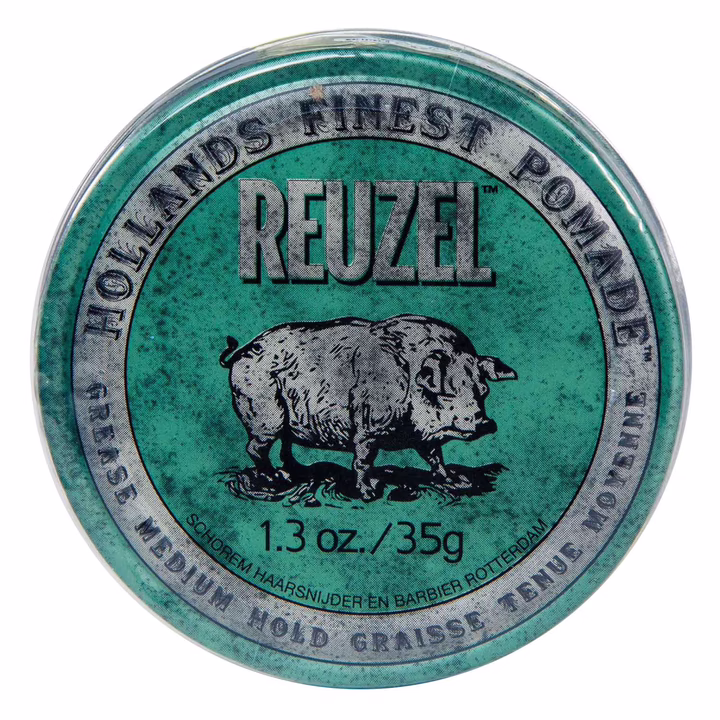 HOLLANDS FINEST POMADE™
REUZEL™
1.3 oz./35g
SCHOREM HAARSNIJDER EN BARBIER ROTTERDAM
GREASE MEDIUM HOLD GRAISSE TENUE MOYENNE